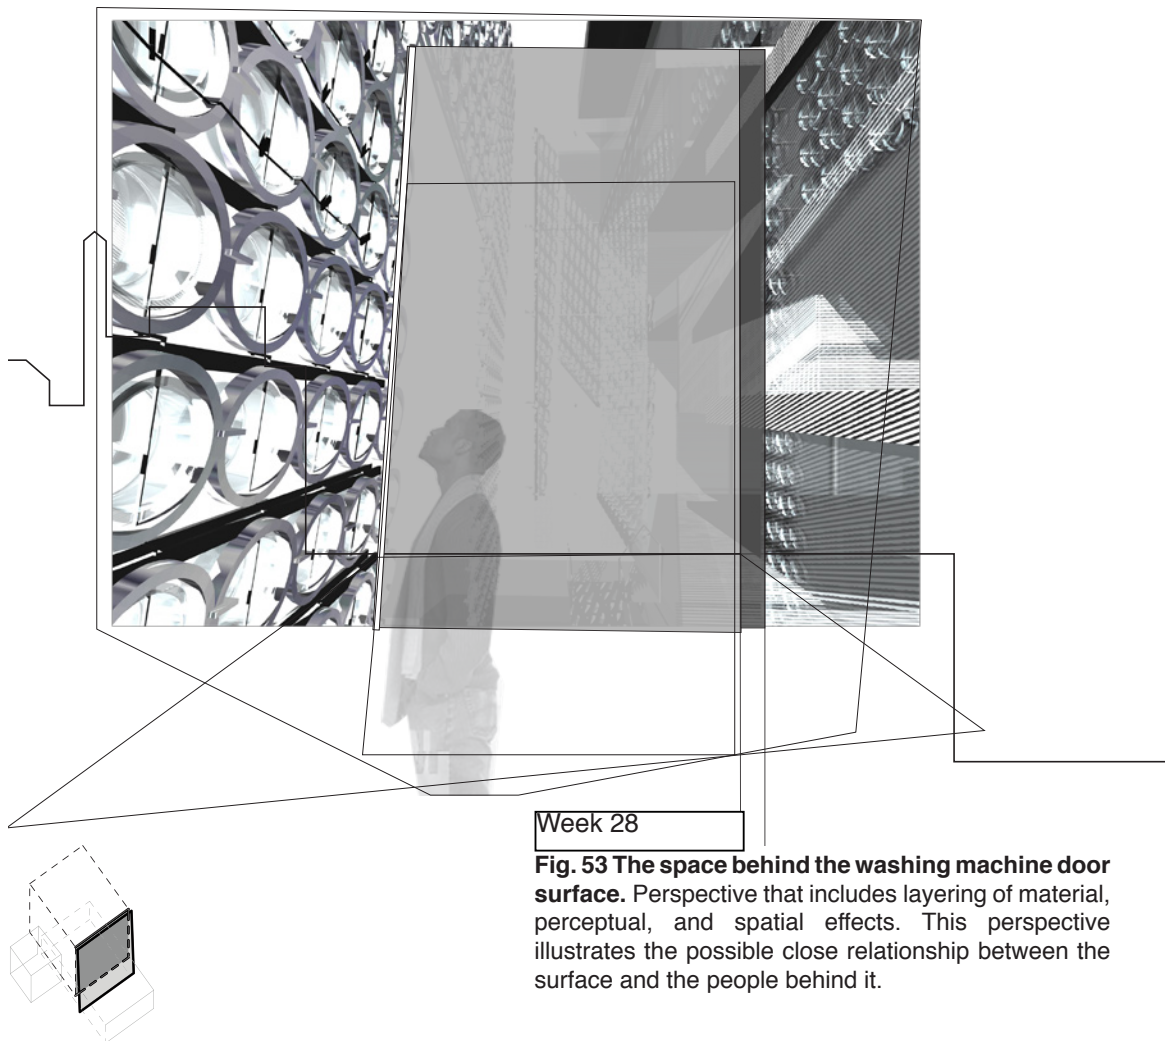 Week 28
Fig. 53 The space behind the washing machine door
surface. Perspective that includes layering of material,
perceptual, and spatial effects. This perspective
illustrates the possible close relationship between the
surface and the people behind it.